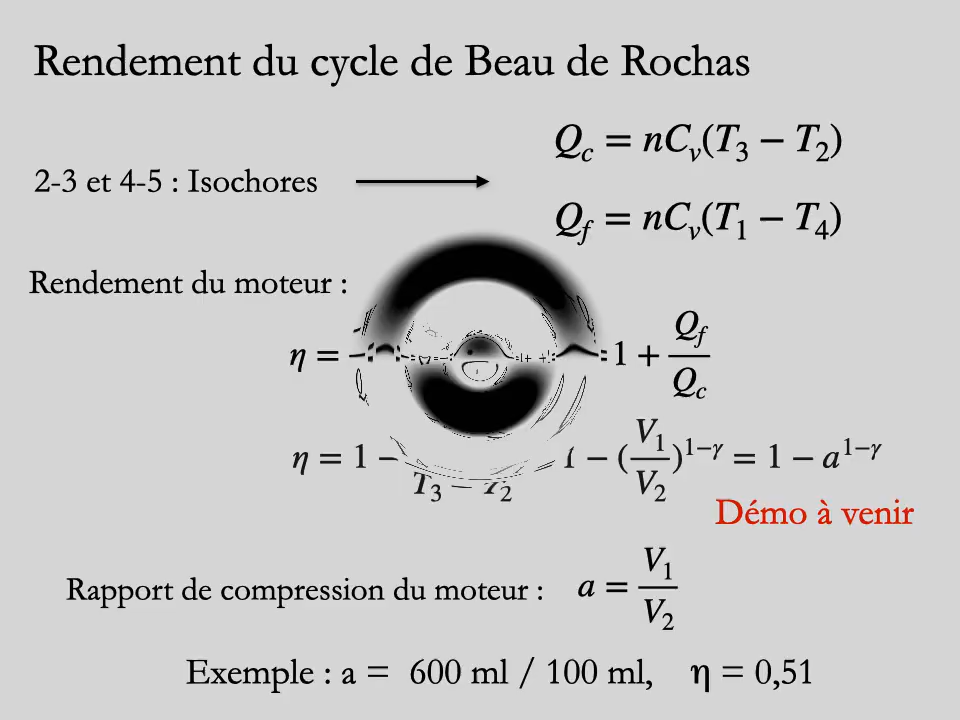 Rendement du cycle de Beau de Rochas
Q_c = nC_v(T_3 − T_2)
2-3 et 4-5 : Isochores
Q_f = nC_v(T_1 − T_4)
Rendement du moteur :
η = 1 + Q_f/Q_c
η = 1 − T_3 − T_2 − (V_1/V_2)^{1−γ} = 1 − a^{1−γ}
Démo à venir
Rapport de compression du moteur : a = V_1/V_2
Exemple : a = 600 ml / 100 ml, η = 0,51